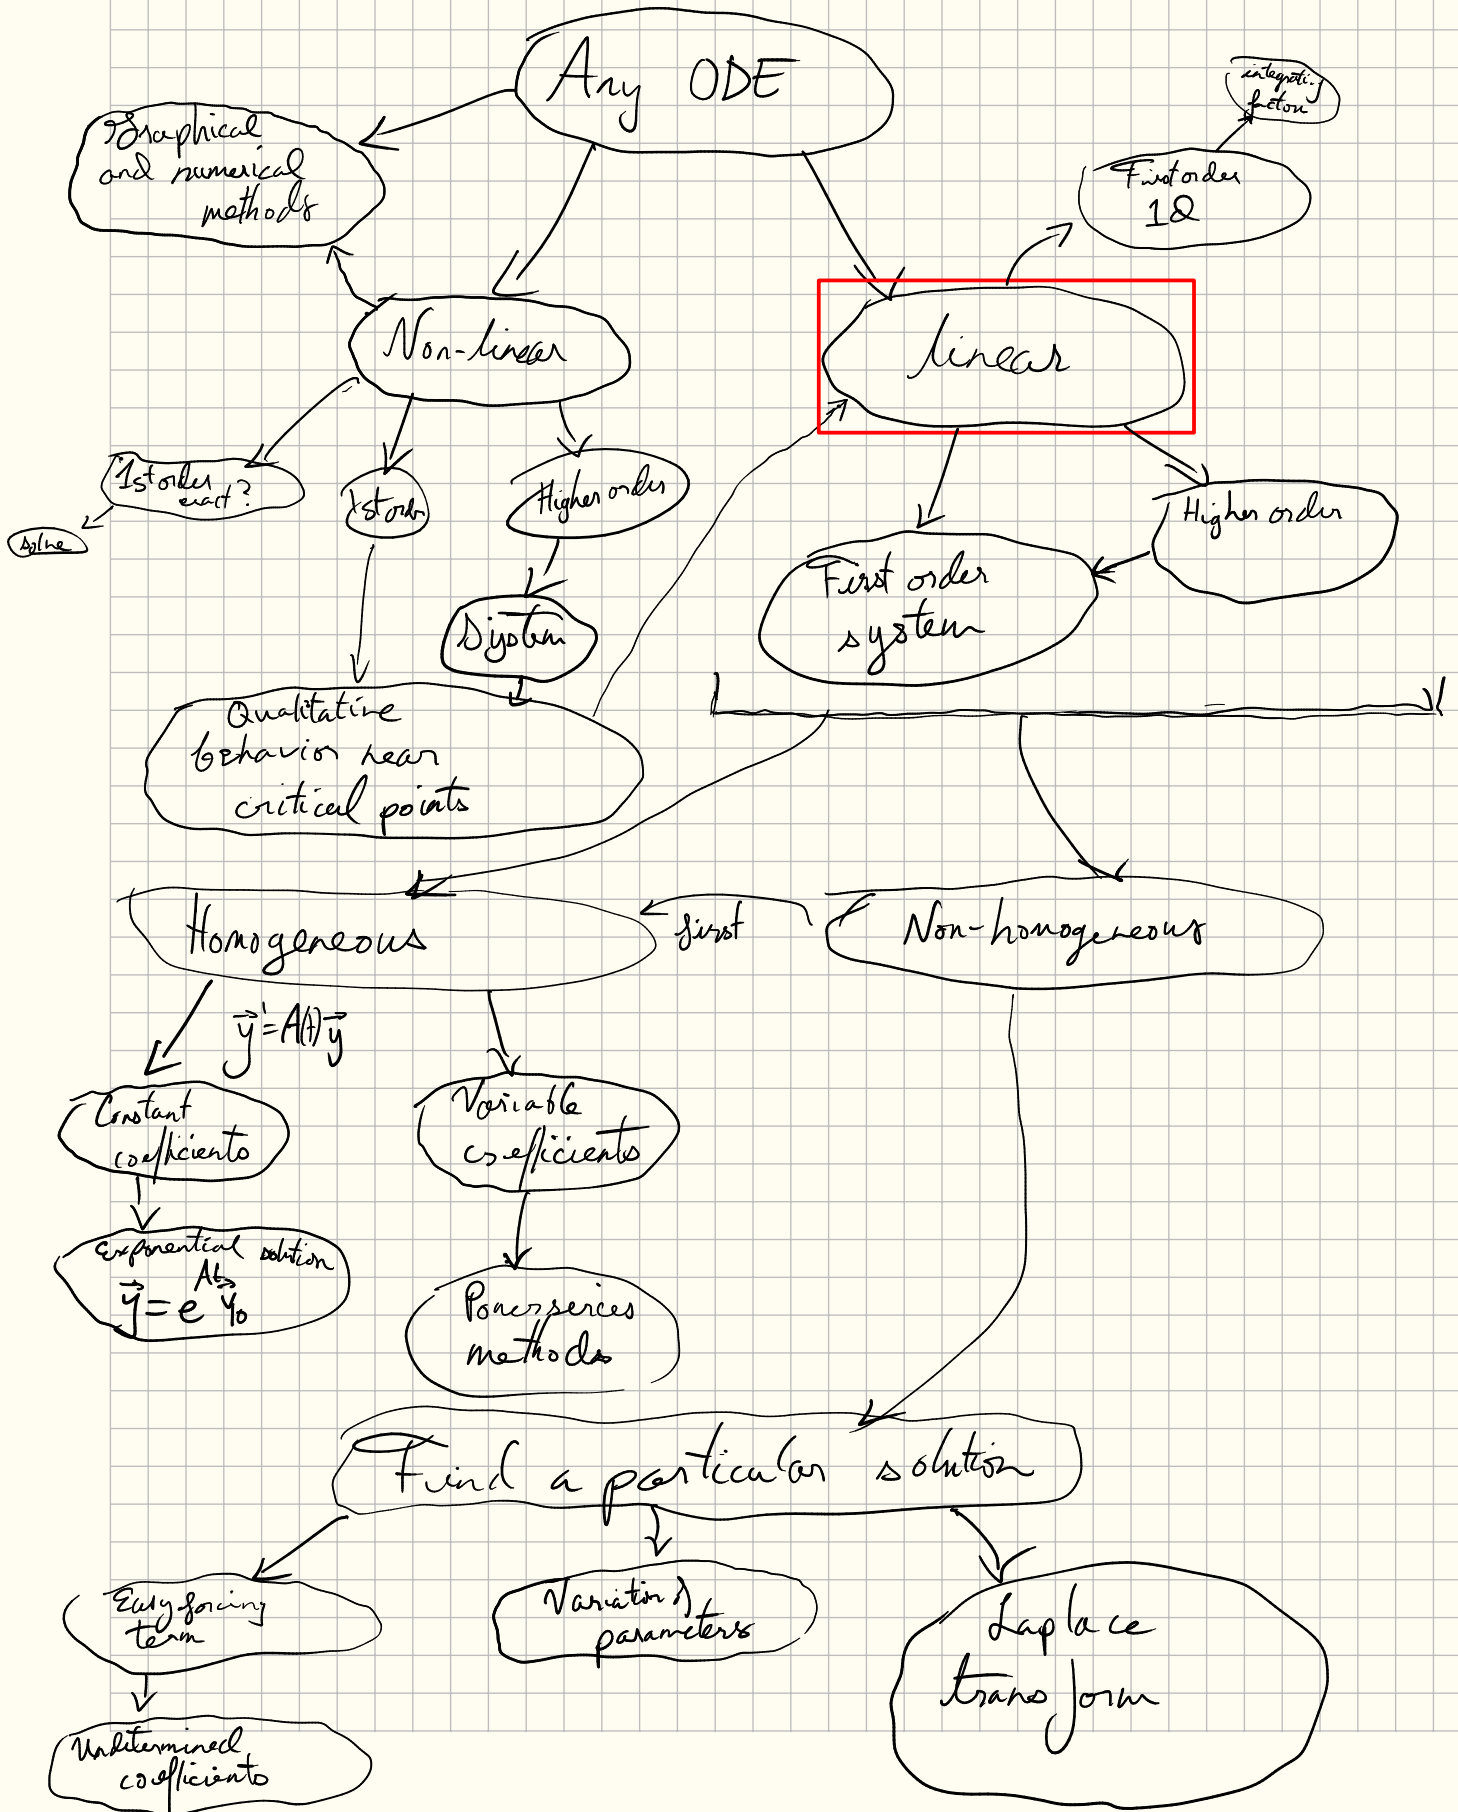 Any ODE
integrating
factor
Graphical
and numerical
methods
First order
1D
Non-linear
linear
1st order
exact?
1st order
Higher order
Higher order
solve
First order
system
System
Qualitative
behavior near
critical points
Homogeneous
first
Non-homogeneous
y⃗' = A(t) y⃗
Constant
coefficients
Variable
coefficients
Exponential solution
y⃗ = e^{At} y⃗₀
Power series
methods
Find a particular solution
Easy forcing
term
Variation of
parameters
Laplace
transform
Undetermined
coefficients